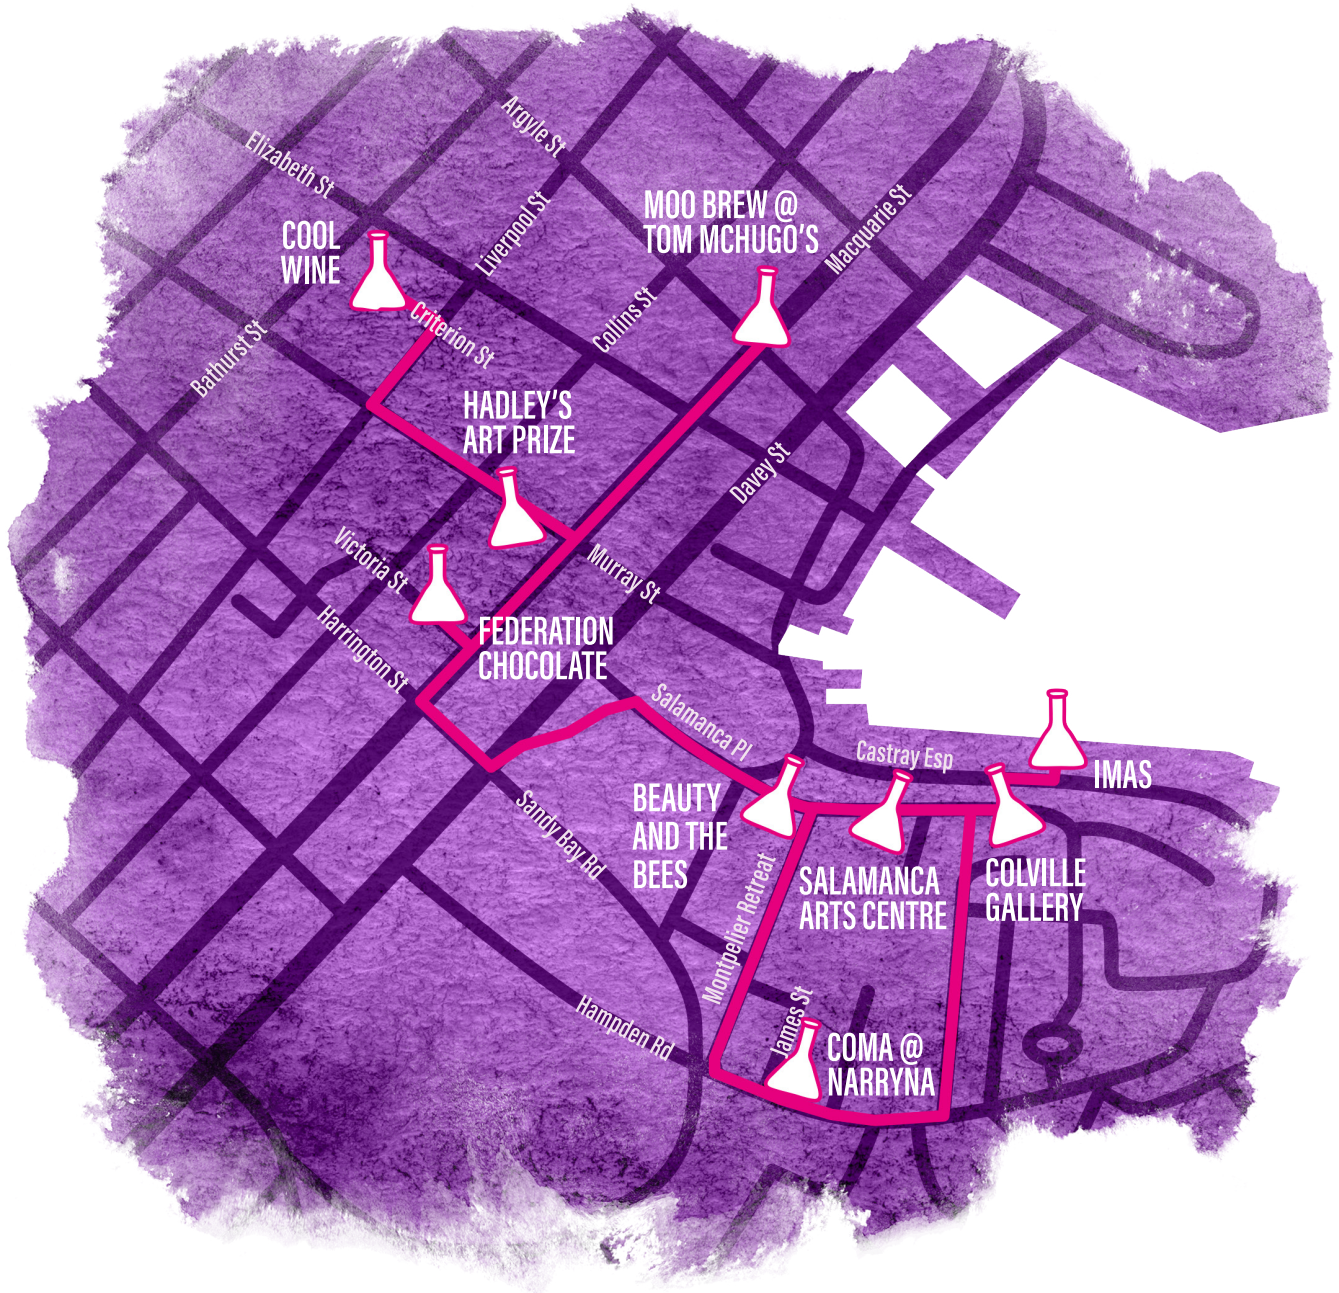 Argyle St
Elizabeth St
Liverpool St
MOO BREW @
TOM MCHUGO'S
Macquarie St
COOL
WINE
Collins St
Criterion St
Bathurst St
HADLEY'S
ART PRIZE
Davey St
Victoria St
Murray St
Harrington St
FEDERATION
CHOCOLATE
Salamanca Pl
Castray Esp
IMAS
BEAUTY
AND THE
BEES
Sandy Bay Rd
SALAMANCA
ARTS CENTRE
COLVILLE
GALLERY
Montpelier Retreat
Hampden Rd
James St
COMA @
NARRYNA